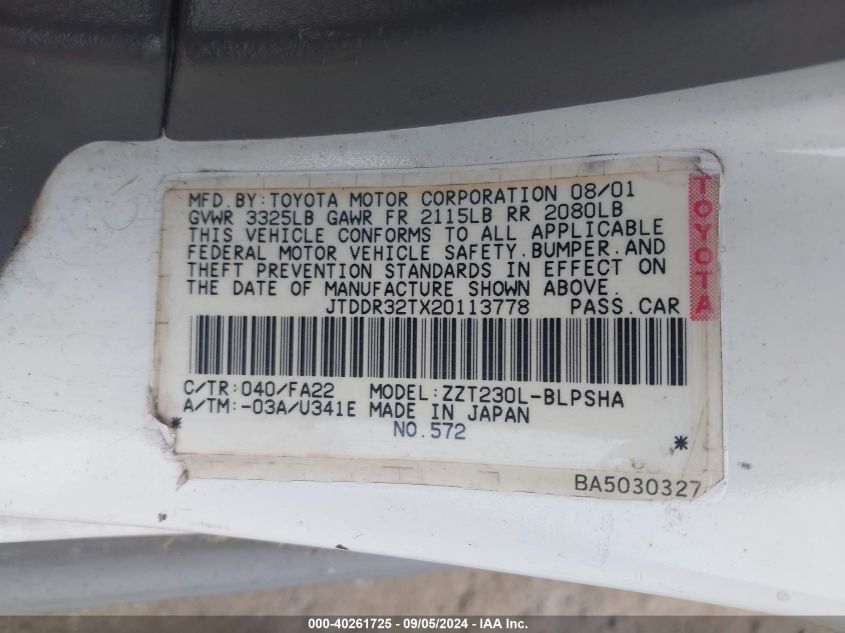 MFD.BY:TOYOTA MOTOR CORPORATION 08/01
GVWR 3325LB GAWR FR 2115LB RR 2080LB
THIS VEHICLE CONFORMS TO ALL APPLICABLE
FEDERAL MOTOR VEHICLE SAFETY,BUMPER,AND
THEFT PREVENTION STANDARDS IN EFFECT ON
THE DATE OF MANUFACTURE SHOWN ABOVE.
JTDDR32TX20113778 PASS.CAR
TOYOTA
C/TR:040/FA22 MODEL:ZZT230L-BLPSHA
A/TM:-03A/U341E MADE IN JAPAN
* NO.572 *
BA5030327
000-40261725 - 09/05/2024 - IAA Inc.